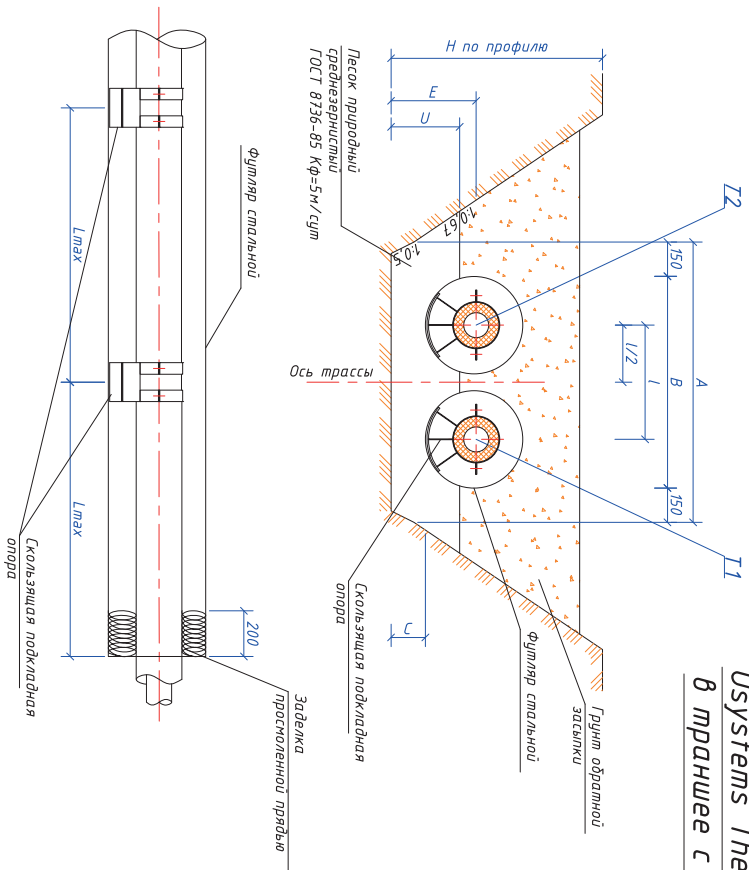 Usystems The
в траншее с
T2
T1
A
150
B
150
l
l/2
H по профилю
E
U
C
1:0,67
1:0,5
Песок природный
среднезернистый
ГОСТ 8736-85 Кф=5м/сут
Ось трассы
Грунт обратной
засыпки
Футляр стальной
Скользящая подкладная
опора
Футляр стальной
Lmax
Lmax
200
Заделка
просмоленной прядью
Скользящая подкладная
опора